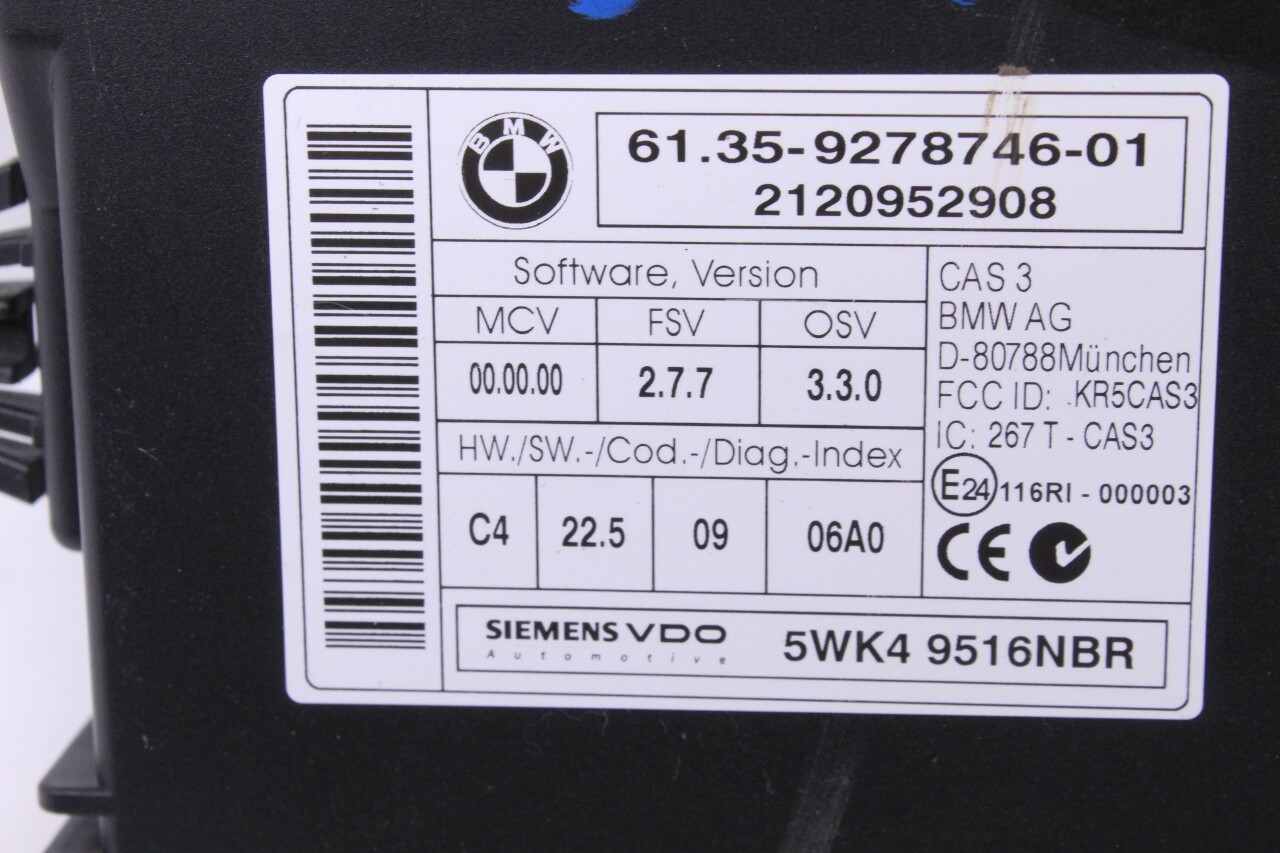 BMW
61.35-9278746-01
2120952908
Software, Version
MCV FSV OSV
00.00.00 2.7.7 3.3.0
HW./SW.-/Cod.-/Diag.-Index
C4 22.5 09 06A0
CAS 3
BMW AG
D-80788München
FCC ID: KR5CAS3
IC: 267 T - CAS3
E24 116RI - 000003
CE
SIEMENS VDO
Automotive
5WK4 9516NBR